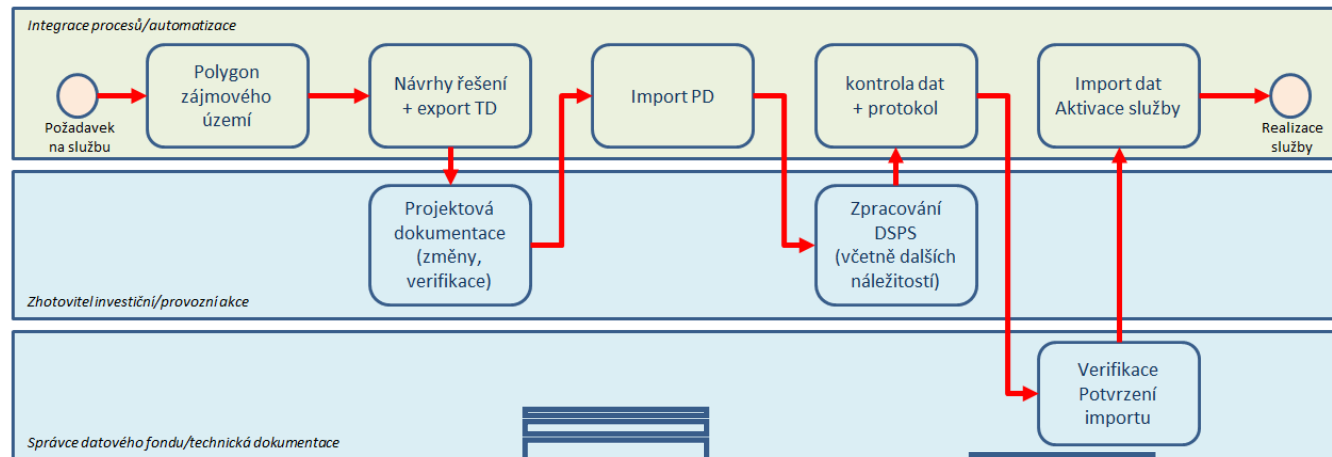 Integrace procesů/automatizace
Požadavek
na službu
Polygon
zájmového
území
Návrhy řešení
+ export TD
Import PD
kontrola dat
+ protokol
Import dat
Aktivace služby
Realizace
služby
Projektová
dokumentace
(změny,
verifikace)
Zpracování
DSPS
(včetně dalších
náležitostí)
Zhotovitel investiční/provozní akce
Verifikace
Potvrzení
importu
Správce datového fondu/technická dokumentace